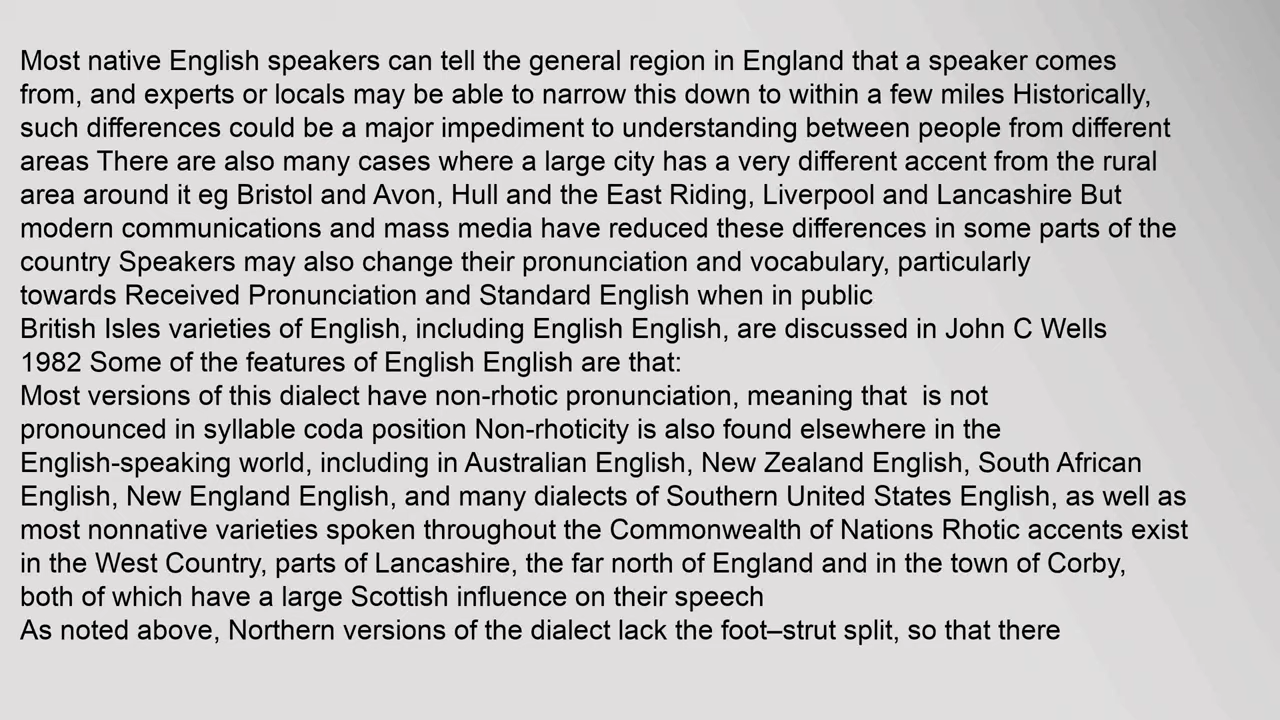 Most native English speakers can tell the general region in England that a speaker comes
from, and experts or locals may be able to narrow this down to within a few miles Historically,
such differences could be a major impediment to understanding between people from different
areas There are also many cases where a large city has a very different accent from the rural
area around it eg Bristol and Avon, Hull and the East Riding, Liverpool and Lancashire But
modern communications and mass media have reduced these differences in some parts of the
country Speakers may also change their pronunciation and vocabulary, particularly
towards Received Pronunciation and Standard English when in public
British Isles varieties of English, including English English, are discussed in John C Wells
1982 Some of the features of English English are that:
Most versions of this dialect have non-rhotic pronunciation, meaning that  is not
pronounced in syllable coda position Non-rhoticity is also found elsewhere in the
English-speaking world, including in Australian English, New Zealand English, South African
English, New England English, and many dialects of Southern United States English, as well as
most nonnative varieties spoken throughout the Commonwealth of Nations Rhotic accents exist
in the West Country, parts of Lancashire, the far north of England and in the town of Corby,
both of which have a large Scottish influence on their speech
As noted above, Northern versions of the dialect lack the foot–strut split, so that there